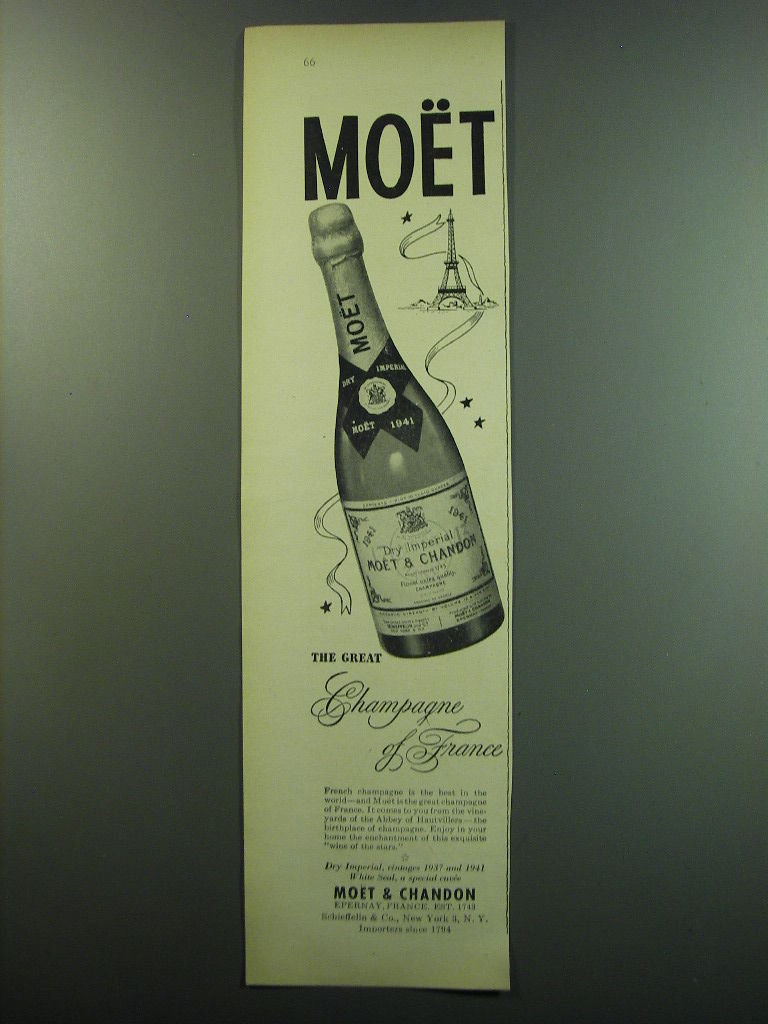 66
MOËT
MOËT
DRY IMPERIAL
MOËT 1941
1941 1941
Dry Imperial
MOËT & CHANDON
CHAMPAGNE
THE GREAT
Champagne
of France
French champagne is the best in the
world—and Moët is the great champagne
of France. It comes to you from the vine-
yards of the Abbey of Hautvillers—the
birthplace of champagne. Enjoy in your
home the enchantment of this exquisite
"wine of the stars."
Dry Imperial, vintages 1937 and 1941
White Seal, a special cuvée
MOËT & CHANDON
EPERNAY, FRANCE. EST. 1743
Schieffelin & Co., New York 3, N. Y.
Importers since 1794